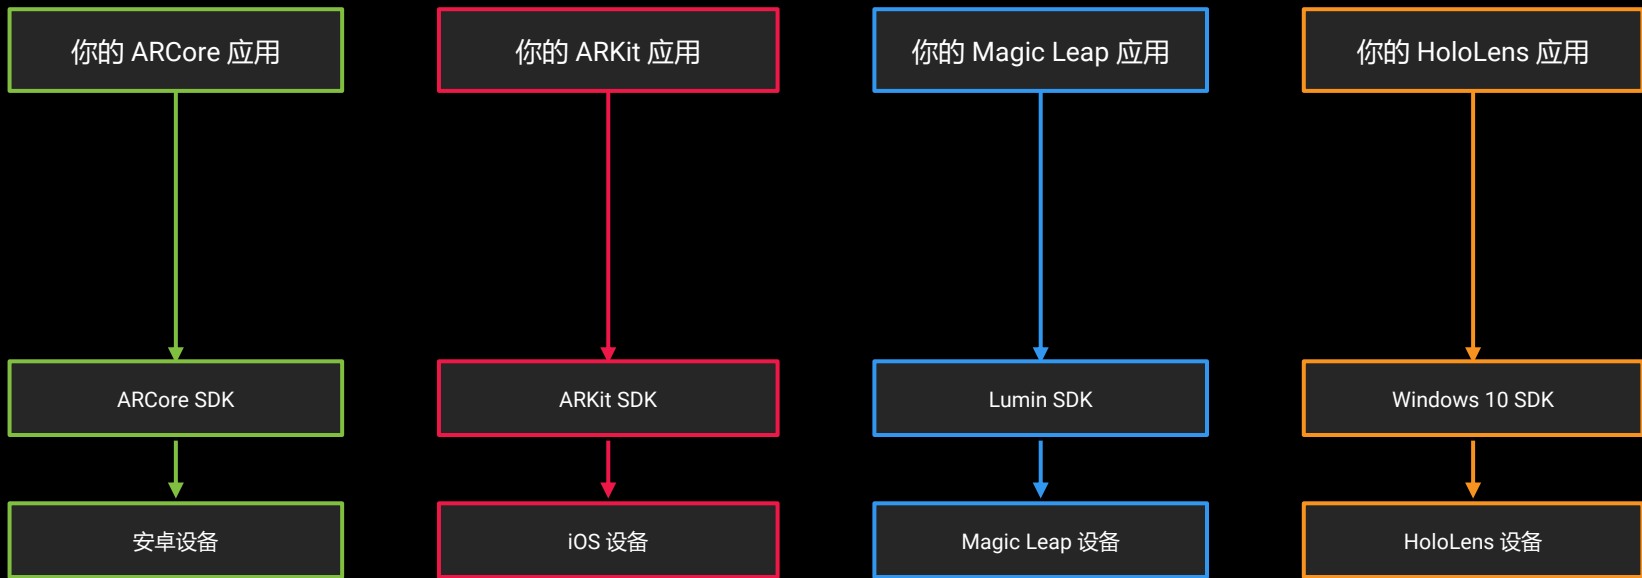 你的 ARCore 应用
你的 ARKit 应用
你的 Magic Leap 应用
你的 HoloLens 应用
ARCore SDK
ARKit SDK
Lumin SDK
Windows 10 SDK
安卓设备
iOS 设备
Magic Leap 设备
HoloLens 设备